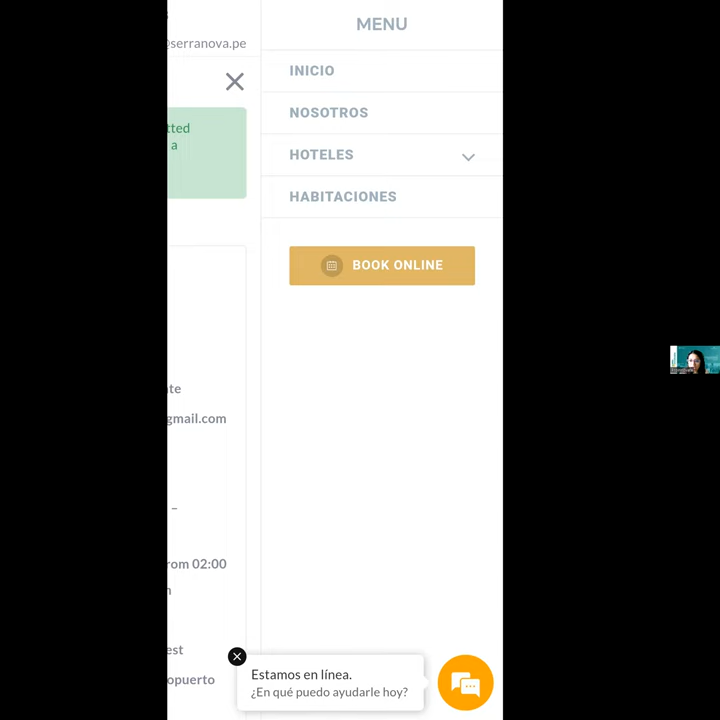 MENU
@serranova.pe
INICIO
NOSOTROS
tted
a
HOTELES
HABITACIONES
BOOK ONLINE
te
gmail.com
–
rom 02:00
est
opuerto
Estamos en línea.
¿En qué puedo ayudarle hoy?